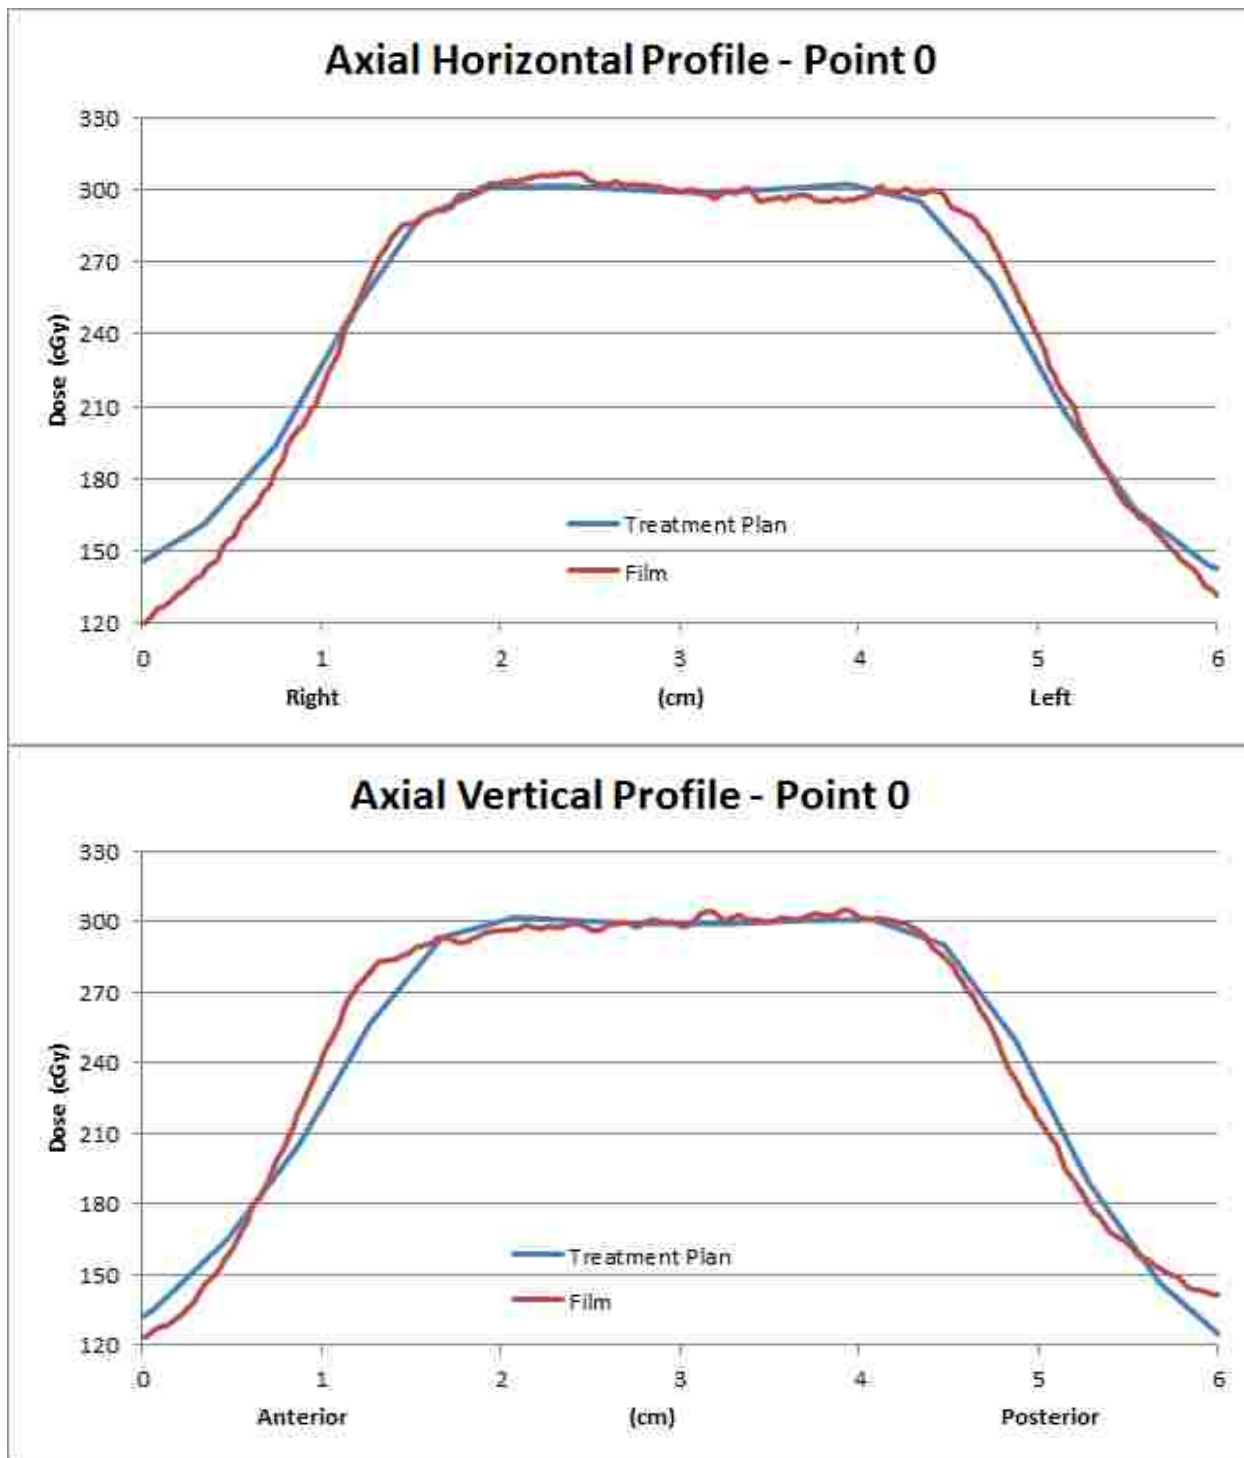 Axial Horizontal Profile - Point 0
330
300
270
240
210
180
150
120
Dose (cGy)
Treatment Plan
Film
0 1 2 3 4 5 6
Right (cm) Left
Axial Vertical Profile - Point 0
330
300
270
240
210
180
150
120
Dose (cGy)
Treatment Plan
Film
0 1 2 3 4 5 6
Anterior (cm) Posterior